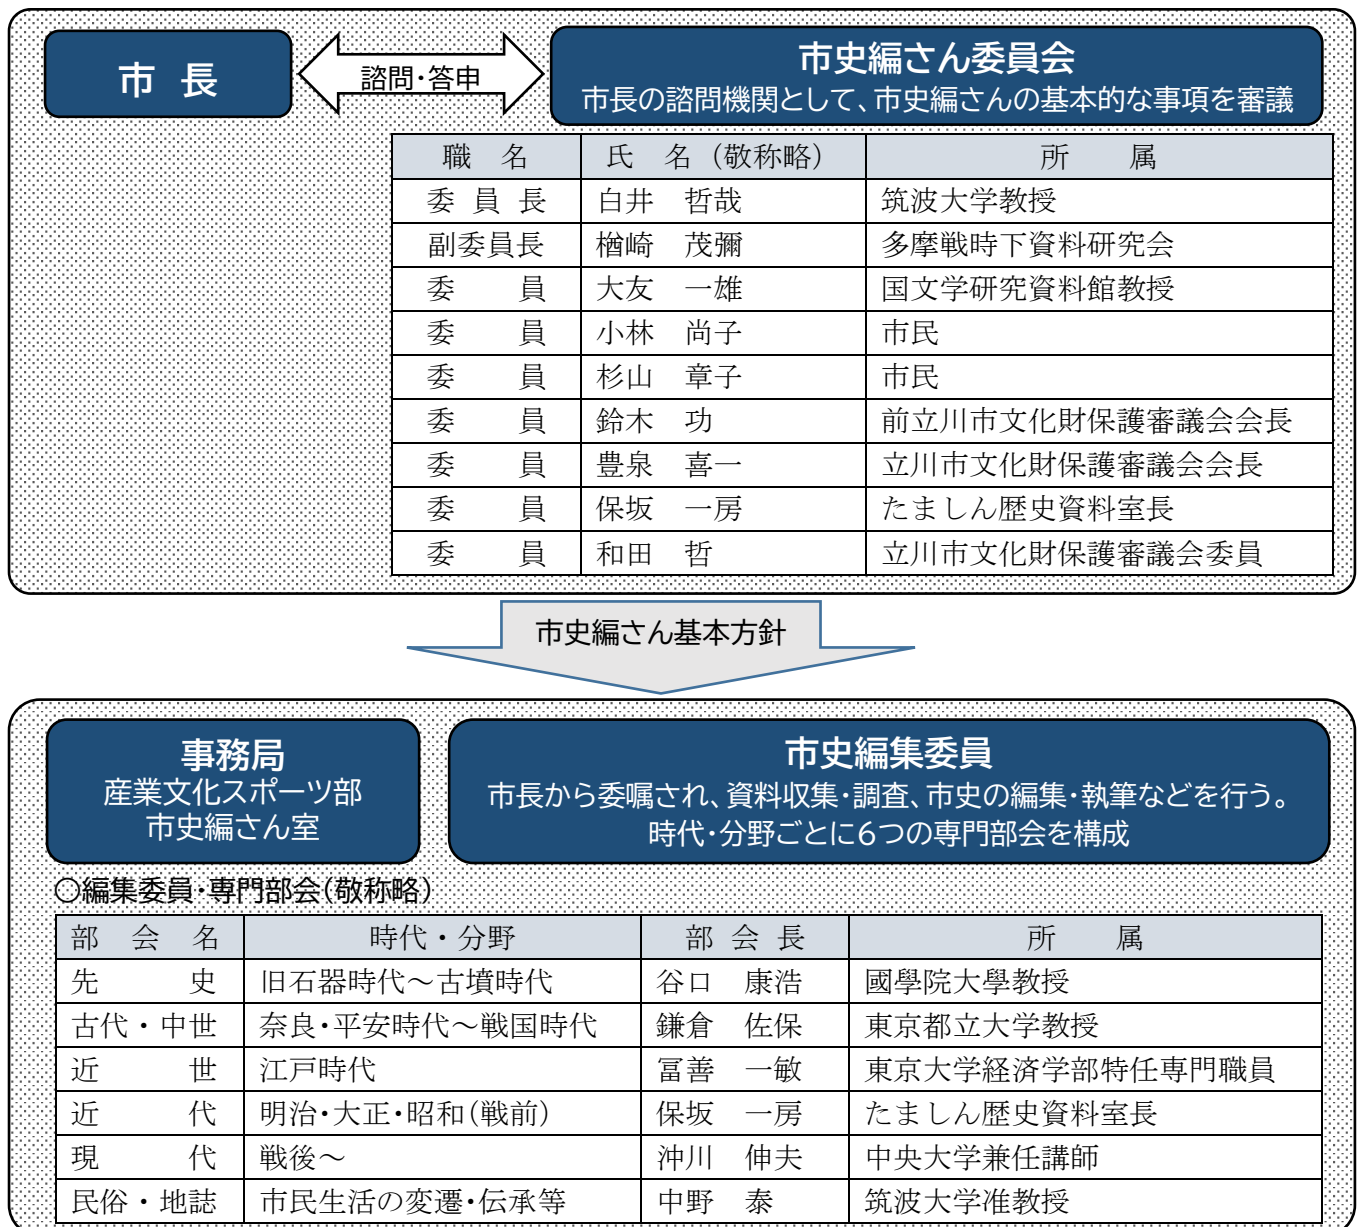 市 長
諮問・答申
市史編さん委員会
市長の諮問機関として、市史編さんの基本的な事項を審議
職 名 氏 名（敬称略） 所 属
委 員 長 白井 哲哉 筑波大学教授
副委員長 楢崎 茂彌 多摩戦時下資料研究会
委 員 大友 一雄 国文学研究資料館教授
委 員 小林 尚子 市民
委 員 杉山 章子 市民
委 員 鈴木 功 前立川市文化財保護審議会会長
委 員 豊泉 喜一 立川市文化財保護審議会会長
委 員 保坂 一房 たましん歴史資料室長
委 員 和田 哲 立川市文化財保護審議会委員
市史編さん基本方針
事務局
産業文化スポーツ部
市史編さん室
市史編集委員
市長から委嘱され、資料収集・調査、市史の編集・執筆などを行う。
時代・分野ごとに６つの専門部会を構成
〇編集委員・専門部会（敬称略）
部 会 名 時代・分野 部 会 長 所 属
先 史 旧石器時代～古墳時代 谷口 康浩 國學院大學教授
古代・中世 奈良・平安時代～戦国時代 鎌倉 佐保 東京都立大学教授
近 世 江戸時代 冨善 一敏 東京大学経済学部特任専門職員
近 代 明治・大正・昭和（戦前） 保坂 一房 たましん歴史資料室長
現 代 戦後～ 沖川 伸夫 中央大学兼任講師
民俗・地誌 市民生活の変遷・伝承等 中野 泰 筑波大学准教授